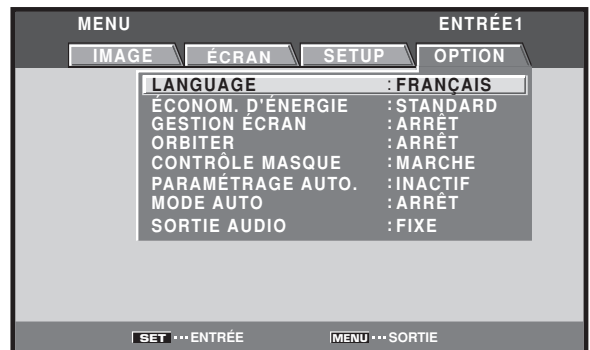 MENU ENTRÉE1
IMAGE ÉCRAN SETUP OPTION
LANGUAGE :FRANÇAIS
ÉCONOM. D'ÉNERGIE :STANDARD
GESTION ÉCRAN :ARRÊT
ORBITER :ARRÊT
CONTRÔLE MASQUE :MARCHE
PARAMÉTRAGE AUTO. :INACTIF
MODE AUTO :ARRÊT
SORTIE AUDIO :FIXE
SET ··· ENTRÉE MENU ··· SORTIE